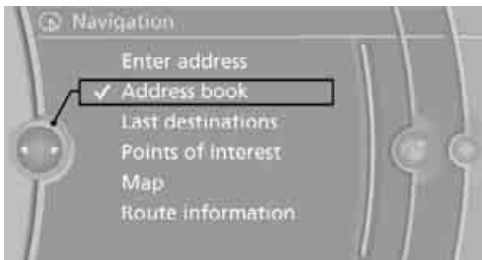 Navigation
Enter address
Address book
Last destinations
Points of Interest
Map
Route information